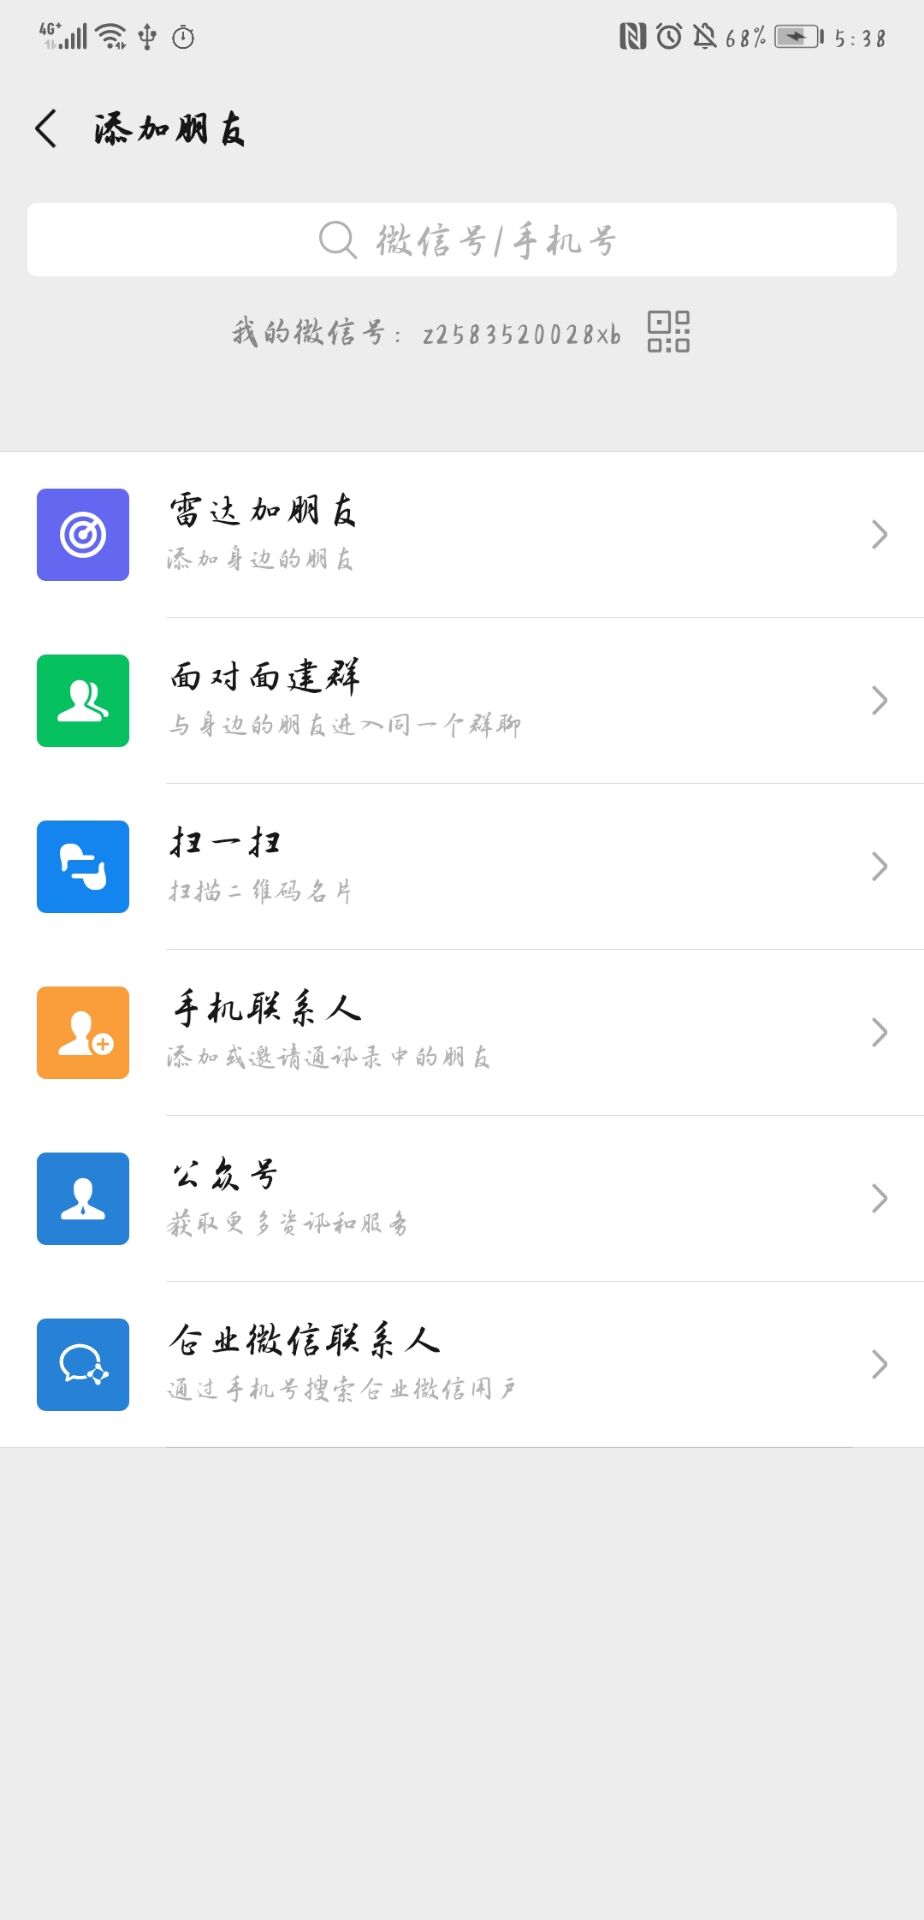 4G+ 68% 5:38
添加朋友
微信号/手机号
我的微信号：z2583520028xb
雷达加朋友
添加身边的朋友
面对面建群
与身边的朋友进入同一个群聊
扫一扫
扫描二维码名片
手机联系人
添加或邀请通讯录中的朋友
公众号
获取更多资讯和服务
企业微信联系人
通过手机号搜索企业微信用户